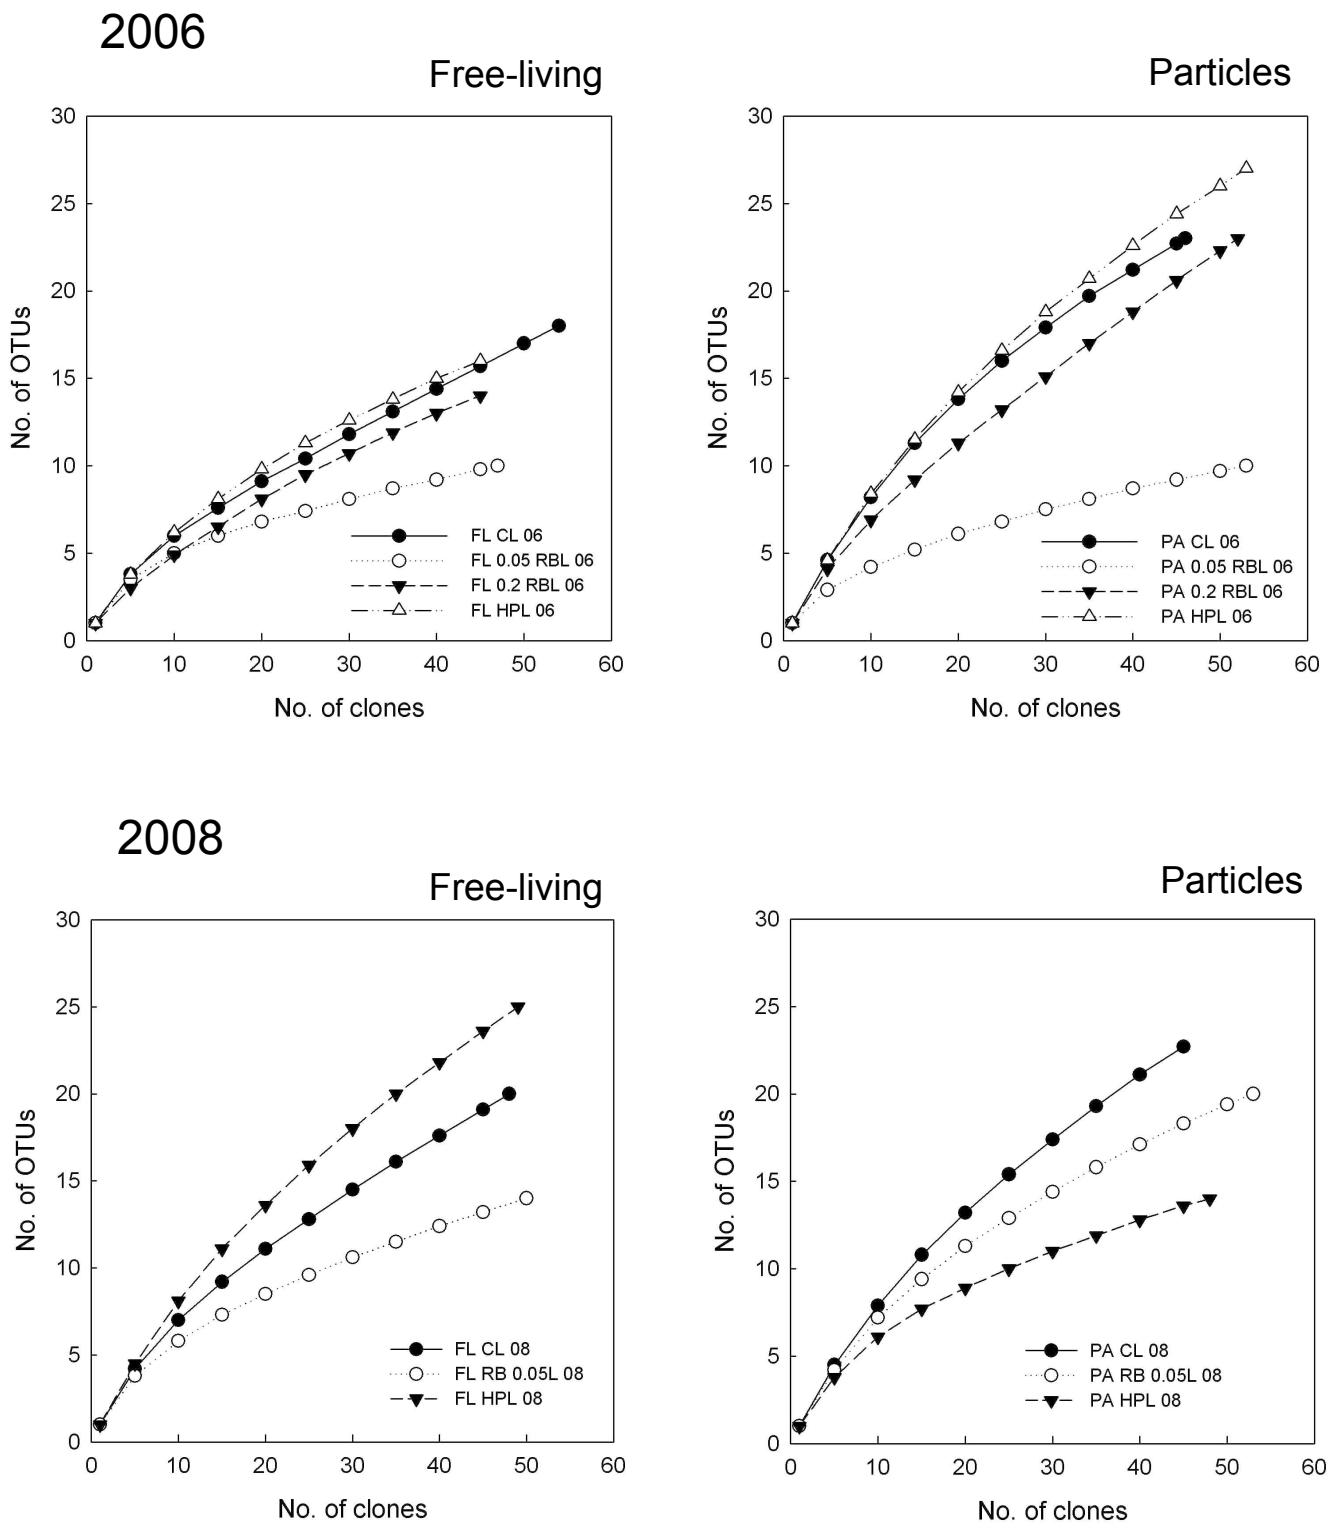 2006
Free-living
30
25
20
15
10
5
0
No. of OTUs
FL CL 06
FL 0.05 RBL 06
FL 0.2 RBL 06
FL HPL 06
0 10 20 30 40 50 60
No. of clones
Particles
30
25
20
15
10
5
0
No. of OTUs
PA CL 06
PA 0.05 RBL 06
PA 0.2 RBL 06
PA HPL 06
0 10 20 30 40 50 60
No. of clones
2008
Free-living
30
25
20
15
10
5
0
No. of OTUs
FL CL 08
FL RB 0.05L 08
FL HPL 08
0 10 20 30 40 50 60
No. of clones
Particles
30
25
20
15
10
5
0
No. of OTUs
PA CL 08
PA RB 0.05L 08
PA HPL 08
0 10 20 30 40 50 60
No. of clones